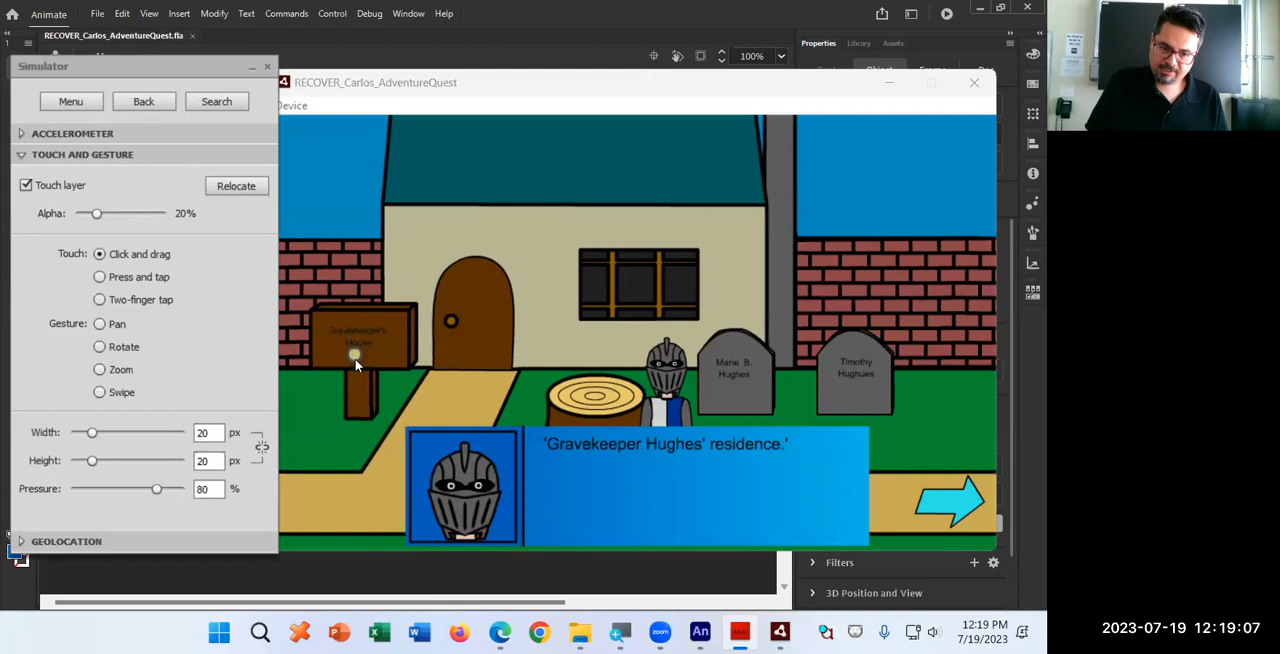 Animate File Edit View Insert Modify Text Commands Control Debug Window Help
RECOVER_Carlos_AdventureQuest.fla ×
100%
Properties Library Assets
Simulator
Menu Back Search
ACCELEROMETER
TOUCH AND GESTURE
Touch layer Relocate
Alpha: 20%
Touch: Click and drag
Press and tap
Two-finger tap
Gesture: Pan
Rotate
Zoom
Swipe
Width: 20 px
Height: 20 px
Pressure: 80 %
GEOLOCATION
RECOVER_Carlos_AdventureQuest
Device
Gravekeeper's
House
Marie B.
Hughes
Timothy
Hughues
'Gravekeeper Hughes' residence.'
Filters
3D Position and View
12:19 PM
7/19/2023
2023-07-19 12:19:07